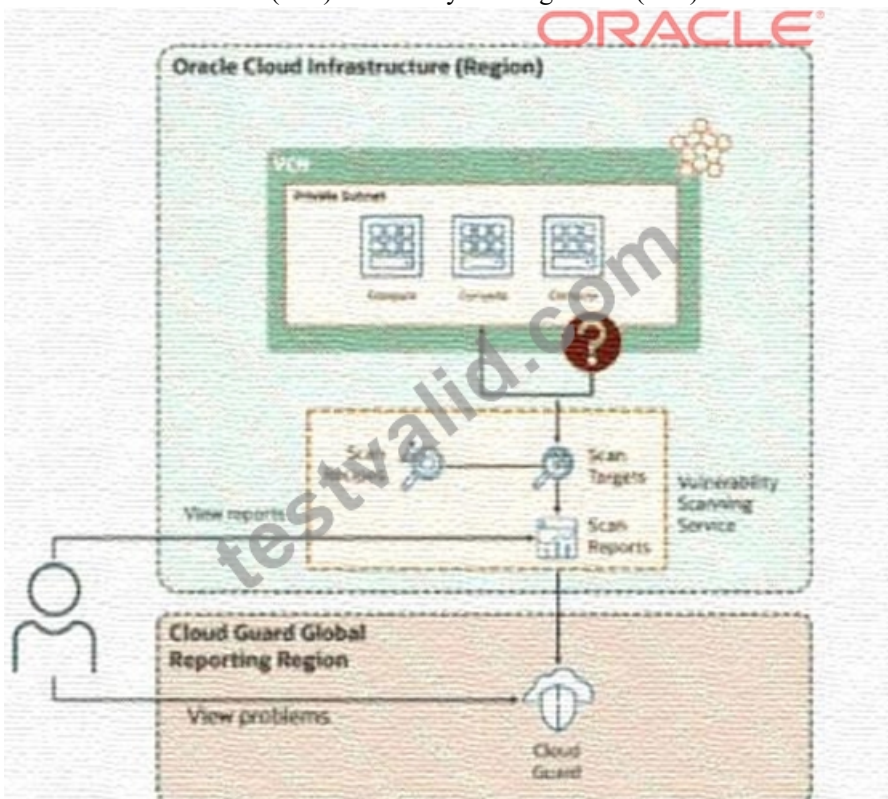 ORACLE
Oracle Cloud Infrastructure (Region)
VCN
Private Subnet
Compute Compute
?
Scan
Scan
Targets
Vulnerability
Scanning
Service
View reports
Scan
Reports
testvalid.com
Cloud Guard Global
Reporting Region
View problems
Cloud
Guard